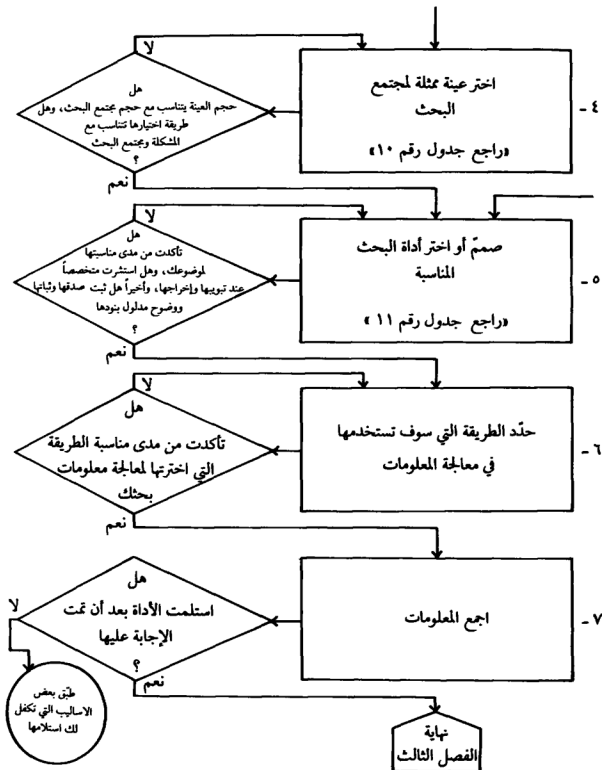 ٤ -
اختر عينة ممثلة لمجتمع
البحث
«راجع جدول رقم ١٠»
لا
هل
حجم العينة يتناسب مع حجم مجتمع البحث، وهل
طريقة اختيارها تتناسب مع
المشكلة ومجتمع البحث
؟
نعم
٥ -
صممّ أو اختر أداة البحث
المناسبة
«راجع جدول رقم ١١»
لا
هل
تأكدت من مدى مناسبتها
لموضوعك، وهل استشرت متخصصاً
عند تبويبها وإخراجها، وأخيراً هل ثبت صدقها وثباتها
ووضوح مدلول بنودها
؟
نعم
٦ -
حدّد الطريقة التي سوف تستخدمها
في معالجة المعلومات
لا
هل
تأكدت من مدى مناسبة الطريقة
التي اخترتها لمعالجة معلومات
بحثك
نعم
٧ -
اجمع المعلومات
هل
استلمت الأداة بعد أن تمت
الإجابة عليها
؟
لا
نعم
طبّق بعض
الاساليب التي تكفل
لك استلامها
نهاية
الفصل الثالث